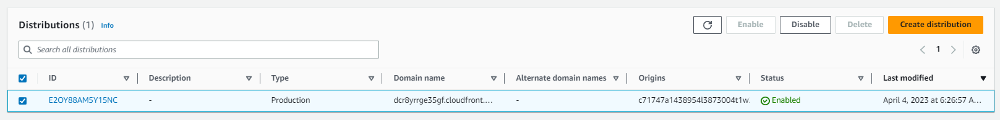 Distributions (1) Info
Enable Disable Delete Create distribution
Search all distributions
1
ID Description Type Domain name Alternate domain names Origins Status Last modified
E2OY88AM5Y15NC - Production dcr8yrrge35gf.cloudfront.... - c71747a1438954l3873004t1w. Enabled April 4, 2023 at 6:26:57 A...